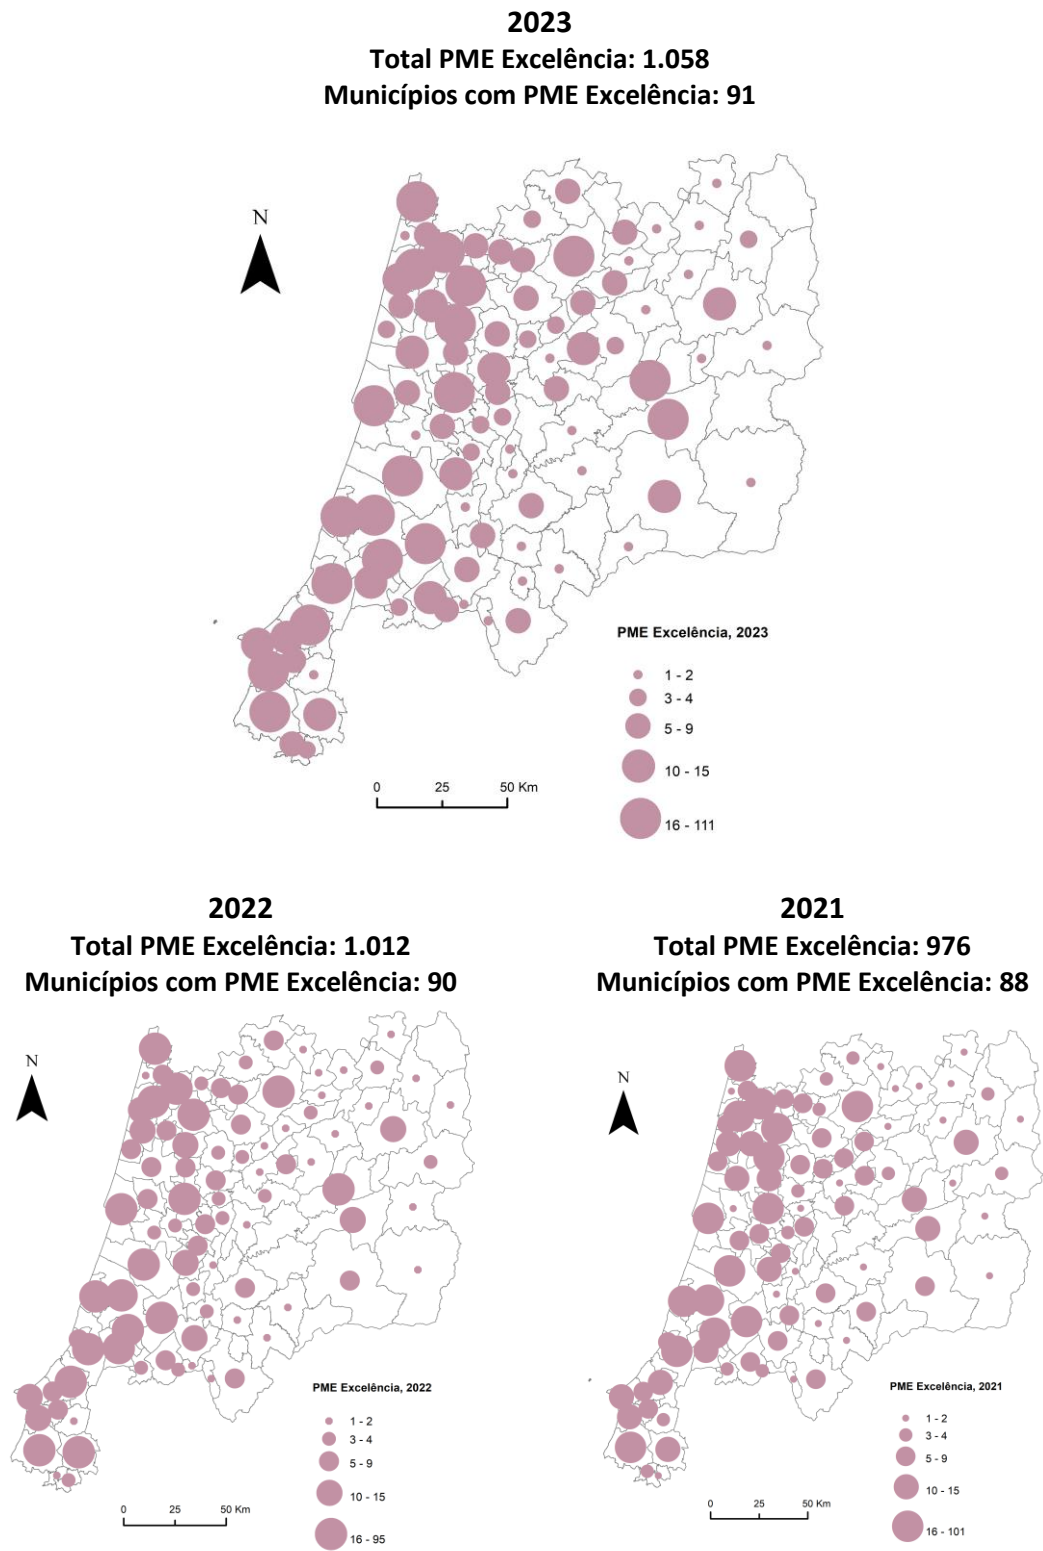 2023
Total PME Excelência: 1.058
Municípios com PME Excelência: 91
N
PME Excelência, 2023
1 - 2
3 - 4
5 - 9
10 - 15
16 - 111
0 25 50 Km
2022
Total PME Excelência: 1.012
Municípios com PME Excelência: 90
N
PME Excelência, 2022
1 - 2
3 - 4
5 - 9
10 - 15
16 - 95
0 25 50 Km
2021
Total PME Excelência: 976
Municípios com PME Excelência: 88
N
PME Excelência, 2021
1 - 2
3 - 4
5 - 9
10 - 15
16 - 101
0 25 50 Km